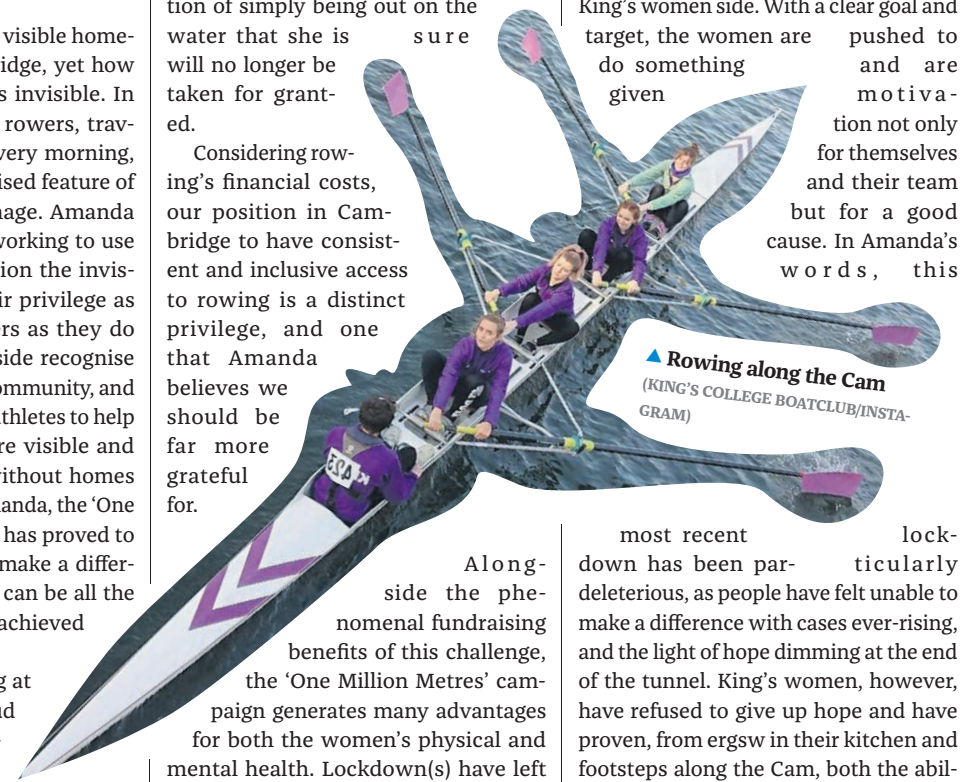 visible home-
idge, yet how
s invisible. In
rowers, trav-
very morning,
ised feature of
nage. Amanda
working to use
ion the invis-
ir privilege as
ers as they do
side recognise
ommunity, and
athletes to help
re visible and
without homes
anda, the ‘One
has proved to
make a differ-
can be all the
achieved
g at
tion of simply being out on the
water that she is sure
will no longer be
taken for grant-
ed.
Considering row-
ing’s financial costs,
our position in Cam-
bridge to have consist-
ent and inclusive access
to rowing is a distinct
privilege, and one
that Amanda
believes we
should be
far more
grateful
for.
Along-
side the phe-
nomenal fundraising
benefits of this challenge,
the ‘One Million Metres’ cam-
paign generates many advantages
for both the women’s physical and
mental health. Lockdown(s) have left
King’s women side. With a clear goal and
target, the women are pushed to
do something and are
given motiva-
tion not only
for themselves
and their team
but for a good
cause. In Amanda’s
words, this
▲ Rowing along the Cam
(KING’S COLLEGE BOATCLUB/INSTA-
GRAM)
most recent lock-
down has been par- ticularly
deleterious, as people have felt unable to
make a difference with cases ever-rising,
and the light of hope dimming at the end
of the tunnel. King’s women, however,
have refused to give up hope and have
proven, from ergsw in their kitchen and
footsteps along the Cam, both the abil-